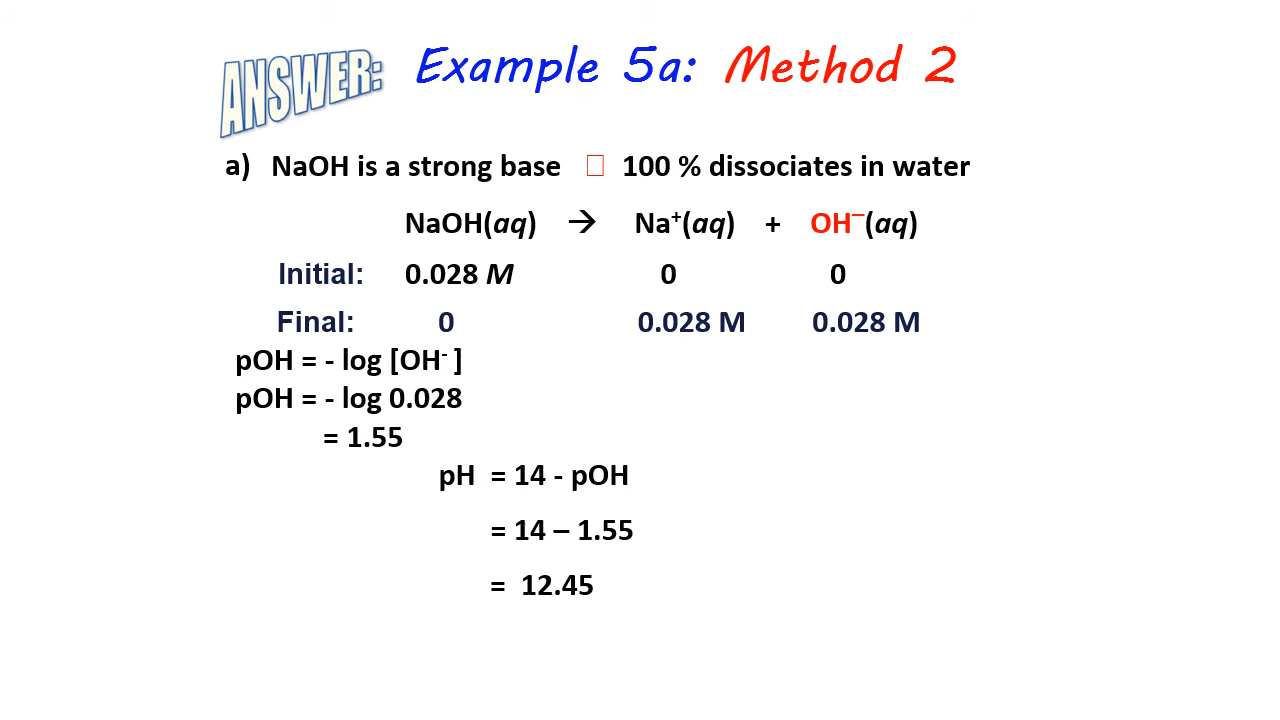 ANSWER: Example 5a: Method 2
a) NaOH is a strong base □ 100 % dissociates in water
NaOH(aq) → Na⁺(aq) + OH⁻(aq)
Initial: 0.028 M 0 0
Final: 0 0.028 M 0.028 M
pOH = - log [OH⁻ ]
pOH = - log 0.028
= 1.55
pH = 14 - pOH
= 14 – 1.55
= 12.45